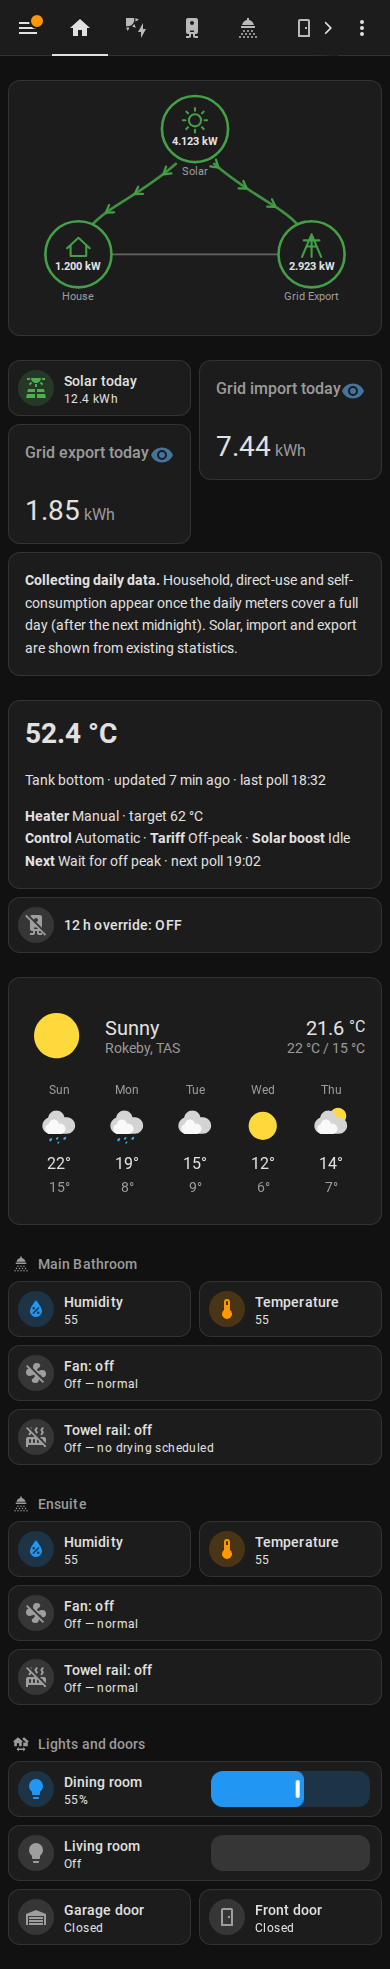 4.123 kW
Solar
1.200 kW
2.923 kW
House
Grid Export
Solar today
12.4 kWh
Grid import today
7.44 kWh
Grid export today
1.85 kWh
Collecting daily data. Household, direct-use and self-
consumption appear once the daily meters cover a full
day (after the next midnight). Solar, import and export
are shown from existing statistics.
52.4 °C
Tank bottom · updated 7 min ago · last poll 18:32
Heater Manual · target 62 °C
Control Automatic · Tariff Off-peak · Solar boost Idle
Next Wait for off peak · next poll 19:02
12 h override: OFF
Sunny
21.6 °C
Rokeby, TAS
22 °C / 15 °C
Sun Mon Tue Wed Thu
22° 19° 15° 12° 14°
15° 8° 9° 6° 7°
Main Bathroom
Humidity
55
Temperature
55
Fan: off
Off — normal
Towel rail: off
Off — no drying scheduled
Ensuite
Humidity
55
Temperature
55
Fan: off
Off — normal
Towel rail: off
Off — normal
Lights and doors
Dining room
55%
Living room
Off
Garage door
Closed
Front door
Closed